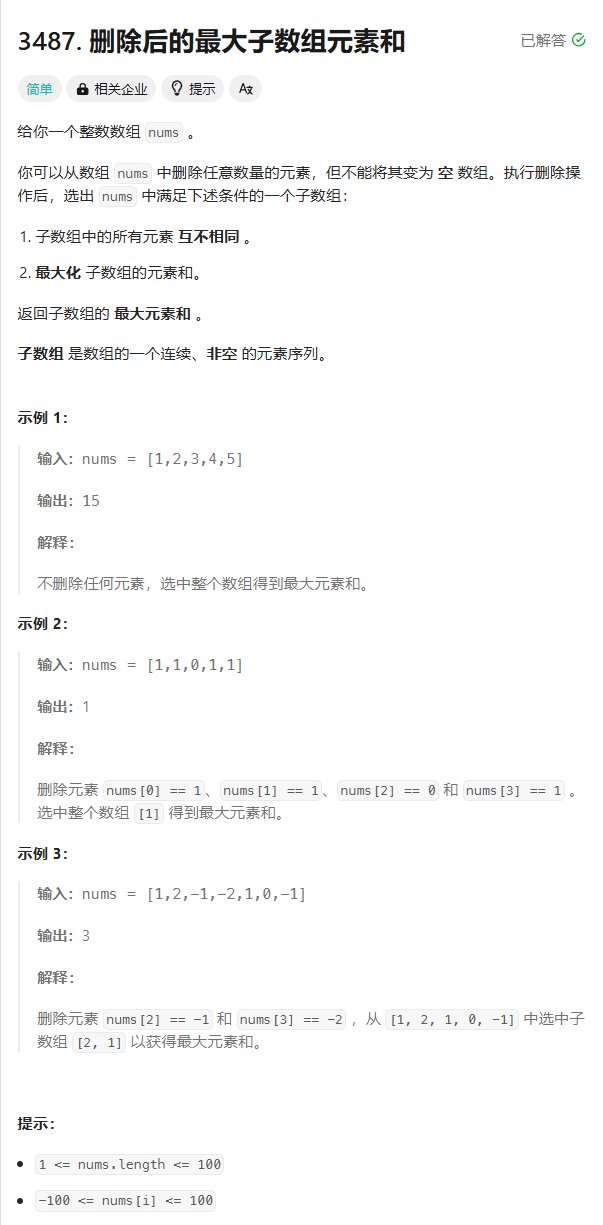 3487. 删除后的最大子数组元素和
已解答
简单 相关企业 提示
给你一个整数数组 nums 。
你可以从数组 nums 中删除任意数量的元素，但不能将其变为 空 数组。执行删除操
作后，选出 nums 中满足下述条件的一个子数组：
1. 子数组中的所有元素 互不相同 。
2. 最大化 子数组的元素和。
返回子数组的 最大元素和 。
子数组 是数组的一个连续、非空 的元素序列。
示例 1：
输入：nums = [1,2,3,4,5]
输出：15
解释：
不删除任何元素，选中整个数组得到最大元素和。
示例 2：
输入：nums = [1,1,0,1,1]
输出：1
解释：
删除元素 nums[0] == 1、nums[1] == 1、nums[2] == 0 和 nums[3] == 1 。
选中整个数组 [1] 得到最大元素和。
示例 3：
输入：nums = [1,2,-1,-2,1,0,-1]
输出：3
解释：
删除元素 nums[2] == -1 和 nums[3] == -2 ，从 [1, 2, 1, 0, -1] 中选中子
数组 [2, 1] 以获得最大元素和。
提示：
• 1 <= nums.length <= 100
• -100 <= nums[i] <= 100